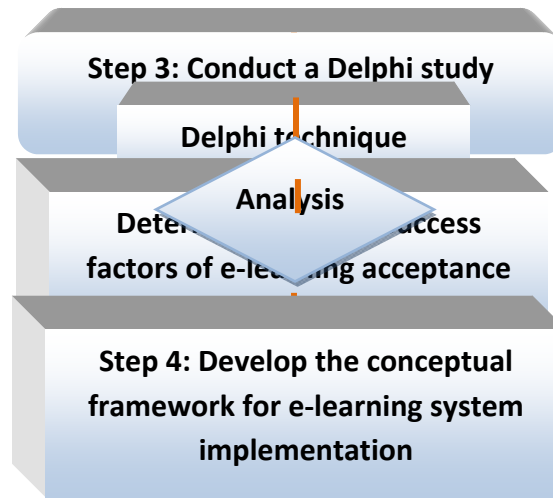 Step 3: Conduct a Delphi study
Delphi technique
Analysis
factors of e-learning acceptance
Step 4: Develop the conceptual
framework for e-learning system
implementation